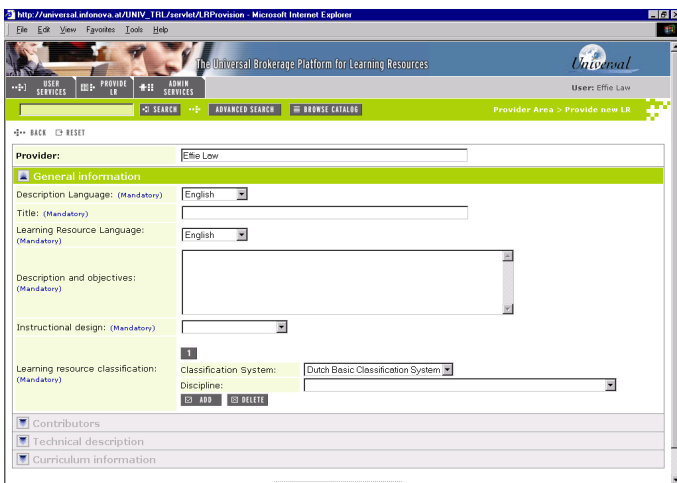 http://universal.infonova.at/UNIV_TRL/servlet/LRProvision - Microsoft Internet Explorer
File Edit View Favorites Tools Help
The Universal Brokerage Platform for Learning Resources
Universal
USER SERVICES PROVIDE LR ADMIN SERVICES
User: Effie Law
SEARCH ADVANCED SEARCH BROWSE CATALOG Provider Area > Provide new LR
BACK RESET
Provider: Effie Law
General information
Description Language: (Mandatory) English
Title: (Mandatory)
Learning Resource Language: (Mandatory) English
Description and objectives: (Mandatory)
Instructional design: (Mandatory)
1
Learning resource classification: (Mandatory)
Classification System: Dutch Basic Classification System
Discipline:
ADD DELETE
Contributors
Technical description
Curriculum information